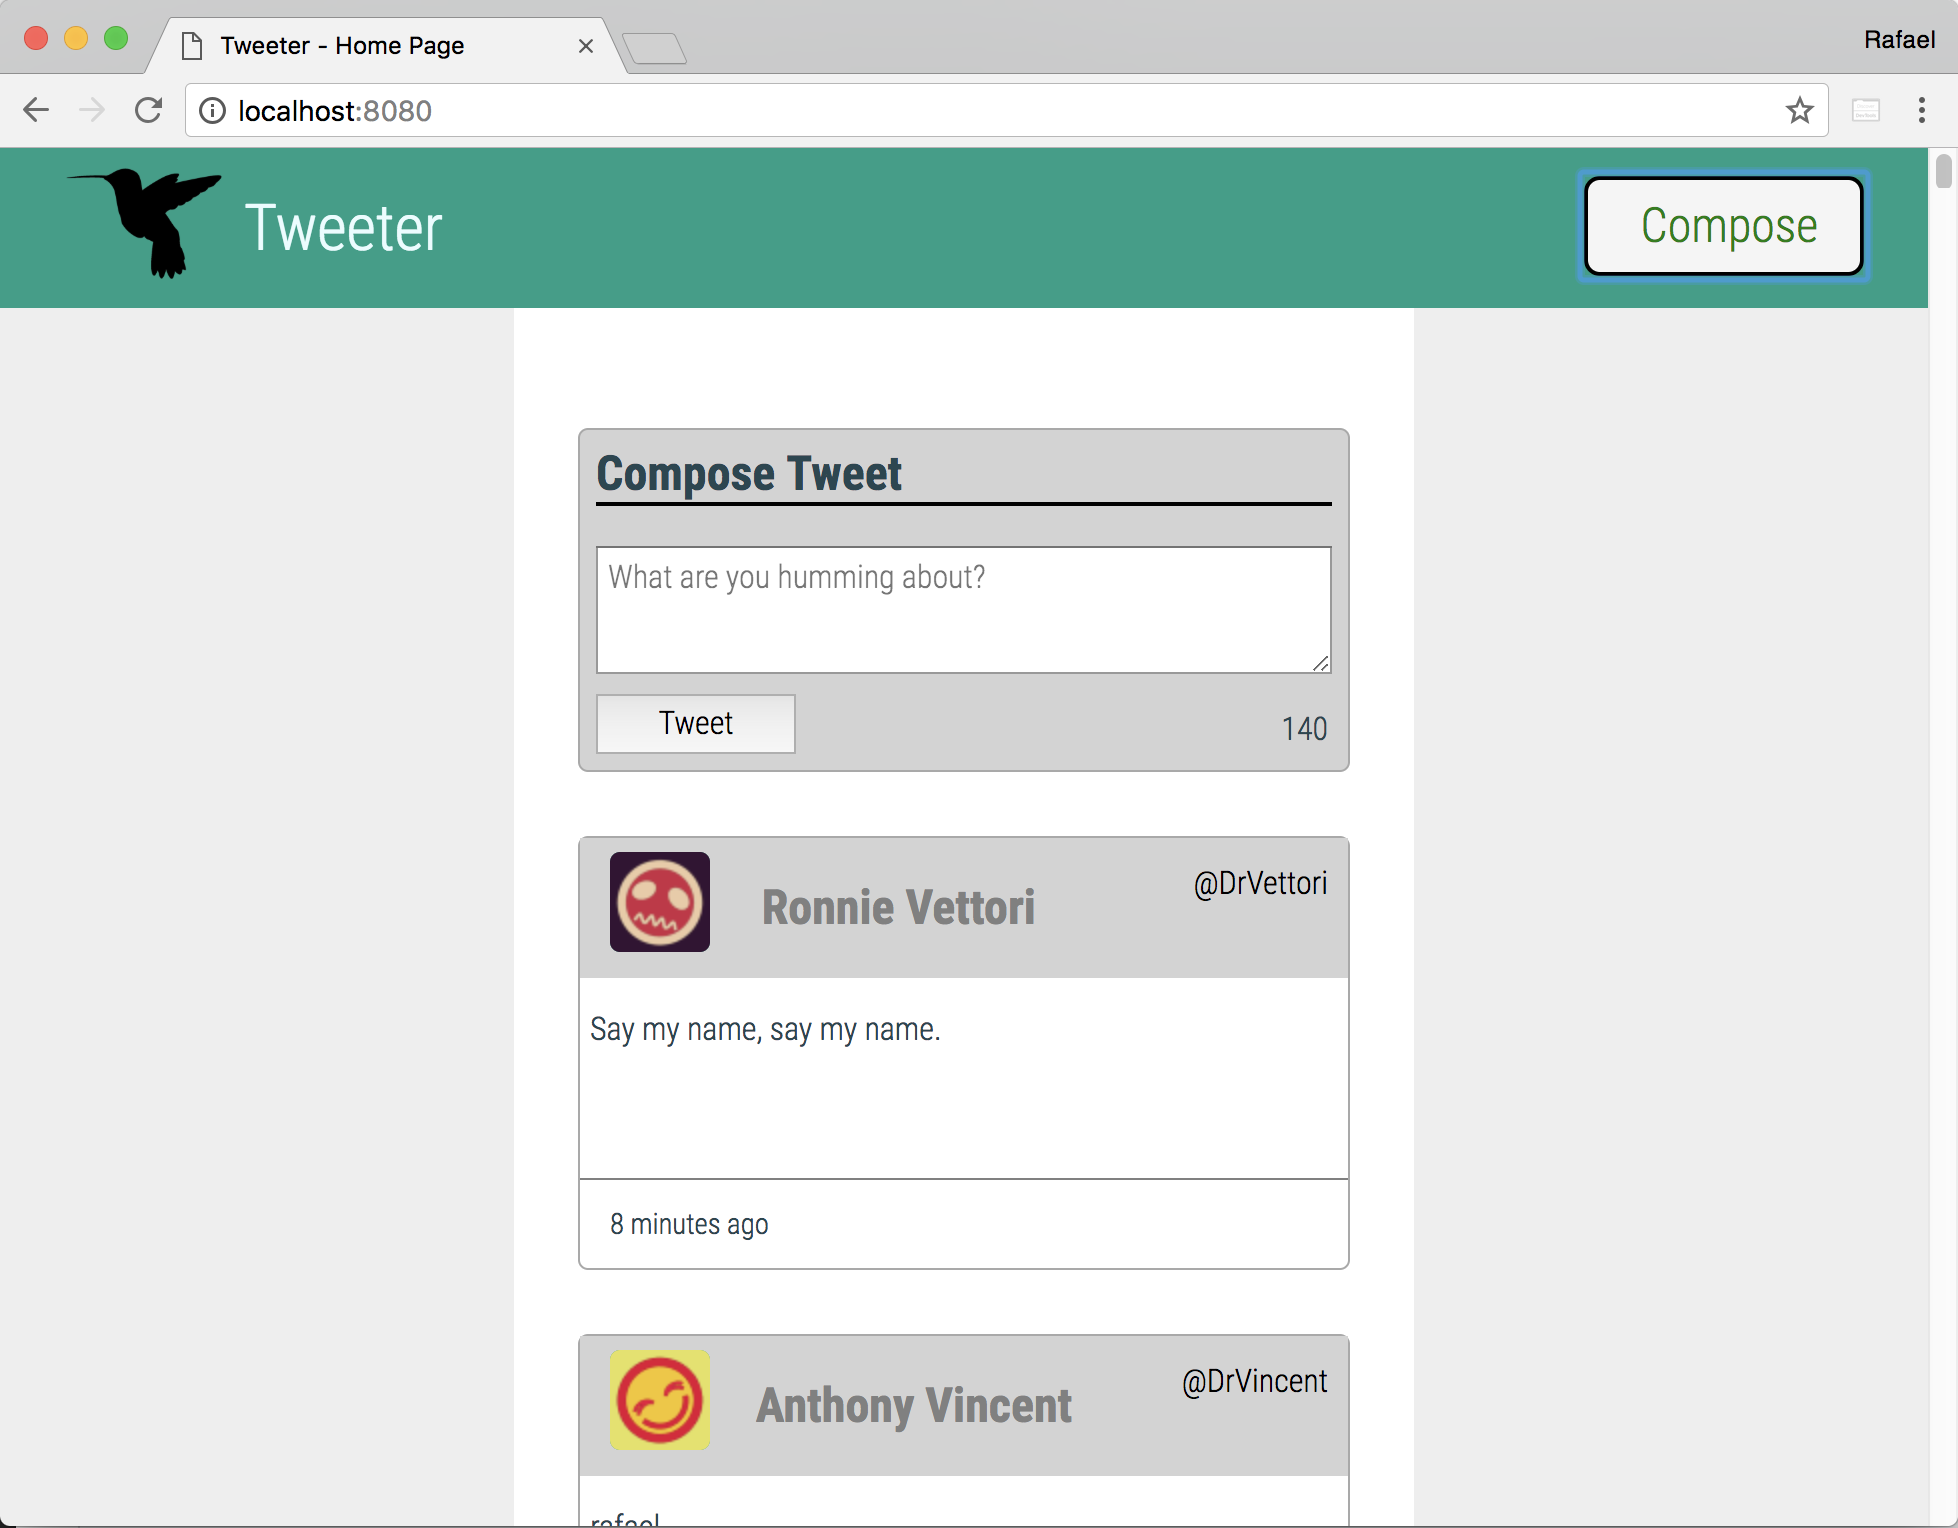 Tweeter - Home Page
Rafael
localhost:8080
Tweeter
Compose
Compose Tweet
What are you humming about?
Tweet
140
Ronnie Vettori
@DrVettori
Say my name, say my name.
8 minutes ago
Anthony Vincent
@DrVincent
rafael